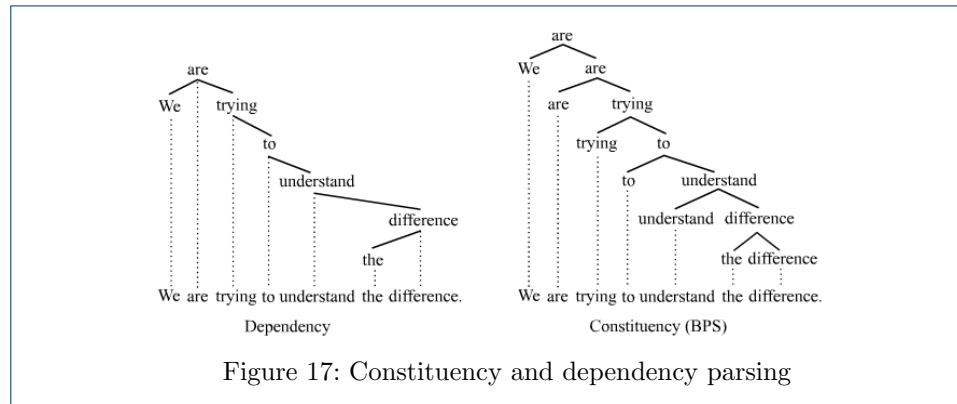 are
are
We are
We trying are trying
to trying to
understand to understand
difference understand difference
the the difference
We are trying to understand the difference. We are trying to understand the difference.
Dependency Constituency (BPS)
Figure 17: Constituency and dependency parsing